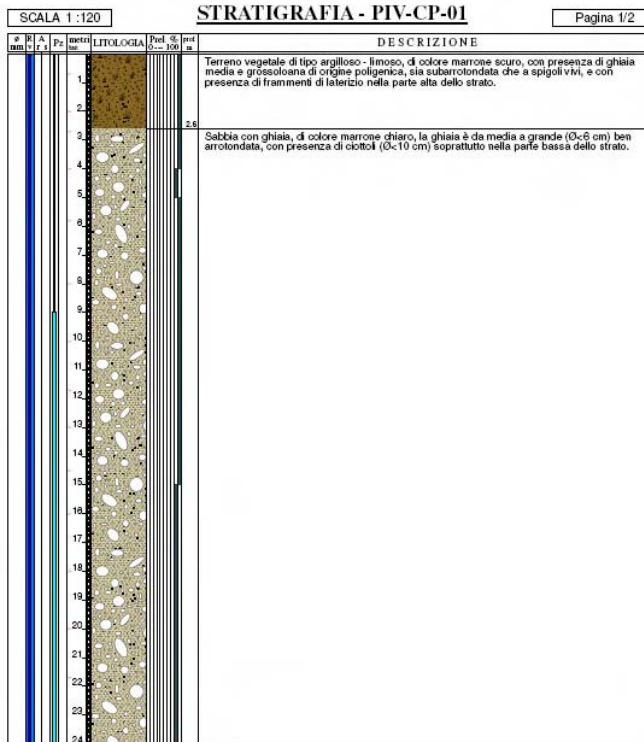 SCALA 1 :120
STRATIGRAFIA - PIV-CP-01
Pagina 1/2
ø mm
R v
A r s
Pz
metri
LITOLOGIA
Prel. % 0--- 100
prof. m
DESCRIZIONE
Terreno vegetale di tipo argilloso - limoso, di colore marrone scuro, con presenza di ghiaia
media e grossoloana di origine poligenica, sia subarrotondata che a spigoli vivi, e con
presenza di frammenti di laterizio nella parte alta dello strato.
1
2
2.6
Sabbia con ghiaia, di colore marrone chiaro, la ghiaia è da media a grande (Ø<6 cm) ben
arrotondata, con presenza di ciottoli (Ø<10 cm) soprattutto nella parte bassa dello strato.
3
4
5
6
7
8
9
10
11
12
13
14
15
16
17
18
19
20
21
22
23
24